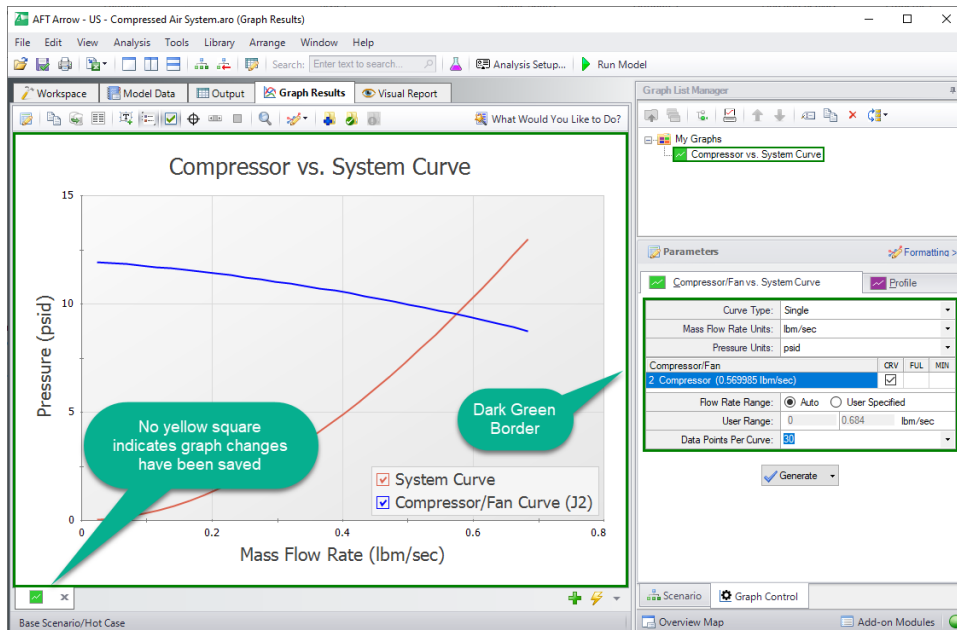 AFT Arrow - US - Compressed Air System.aro (Graph Results)
File Edit View Analysis Tools Library Arrange Window Help
Search: Enter text to search... Analysis Setup... Run Model
Workspace Model Data Output Graph Results Visual Report
What Would You Like to Do?
Compressor vs. System Curve
15
10
5
0
Pressure (psid)
0 0.2 0.4 0.6 0.8
Mass Flow Rate (lbm/sec)
System Curve
Compressor/Fan Curve (J2)
No yellow square
indicates graph changes
have been saved
Dark Green
Border
Base Scenario/Hot Case
Graph List Manager
My Graphs
Compressor vs. System Curve
Parameters Formatting >
Compressor/Fan vs. System Curve Profile
Curve Type: Single
Mass Flow Rate Units: lbm/sec
Pressure Units: psid
Compressor/Fan CRV FUL MIN
2 Compressor (0.569985 lbm/sec)
Flow Rate Range: Auto User Specified
User Range: 0 0.684 lbm/sec
Data Points Per Curve: 30
Generate
Scenario Graph Control
Overview Map Add-on Modules